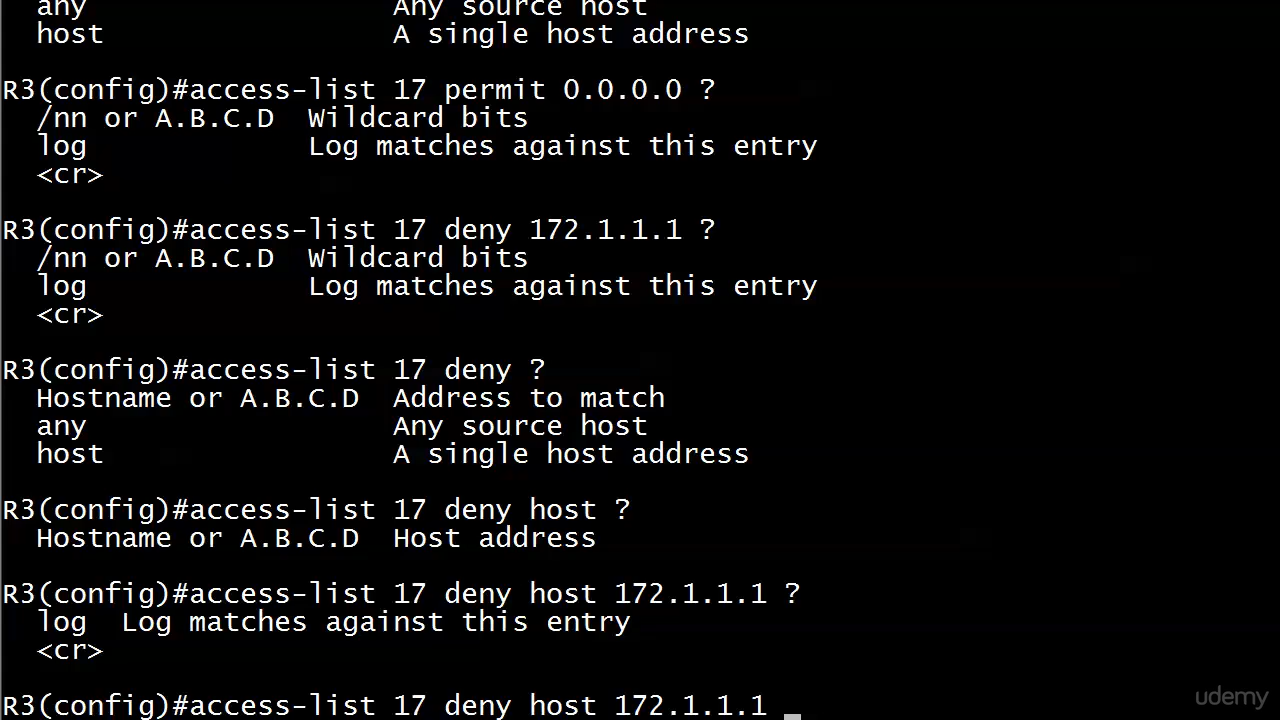 any Any source host
host A single host address
R3(config)#access-list 17 permit 0.0.0.0 ?
/nn or A.B.C.D Wildcard bits
log Log matches against this entry
<cr>
R3(config)#access-list 17 deny 172.1.1.1 ?
/nn or A.B.C.D Wildcard bits
log Log matches against this entry
<cr>
R3(config)#access-list 17 deny ?
Hostname or A.B.C.D Address to match
any Any source host
host A single host address
R3(config)#access-list 17 deny host ?
Hostname or A.B.C.D Host address
R3(config)#access-list 17 deny host 172.1.1.1 ?
log Log matches against this entry
<cr>
R3(config)#access-list 17 deny host 172.1.1.1
udemy